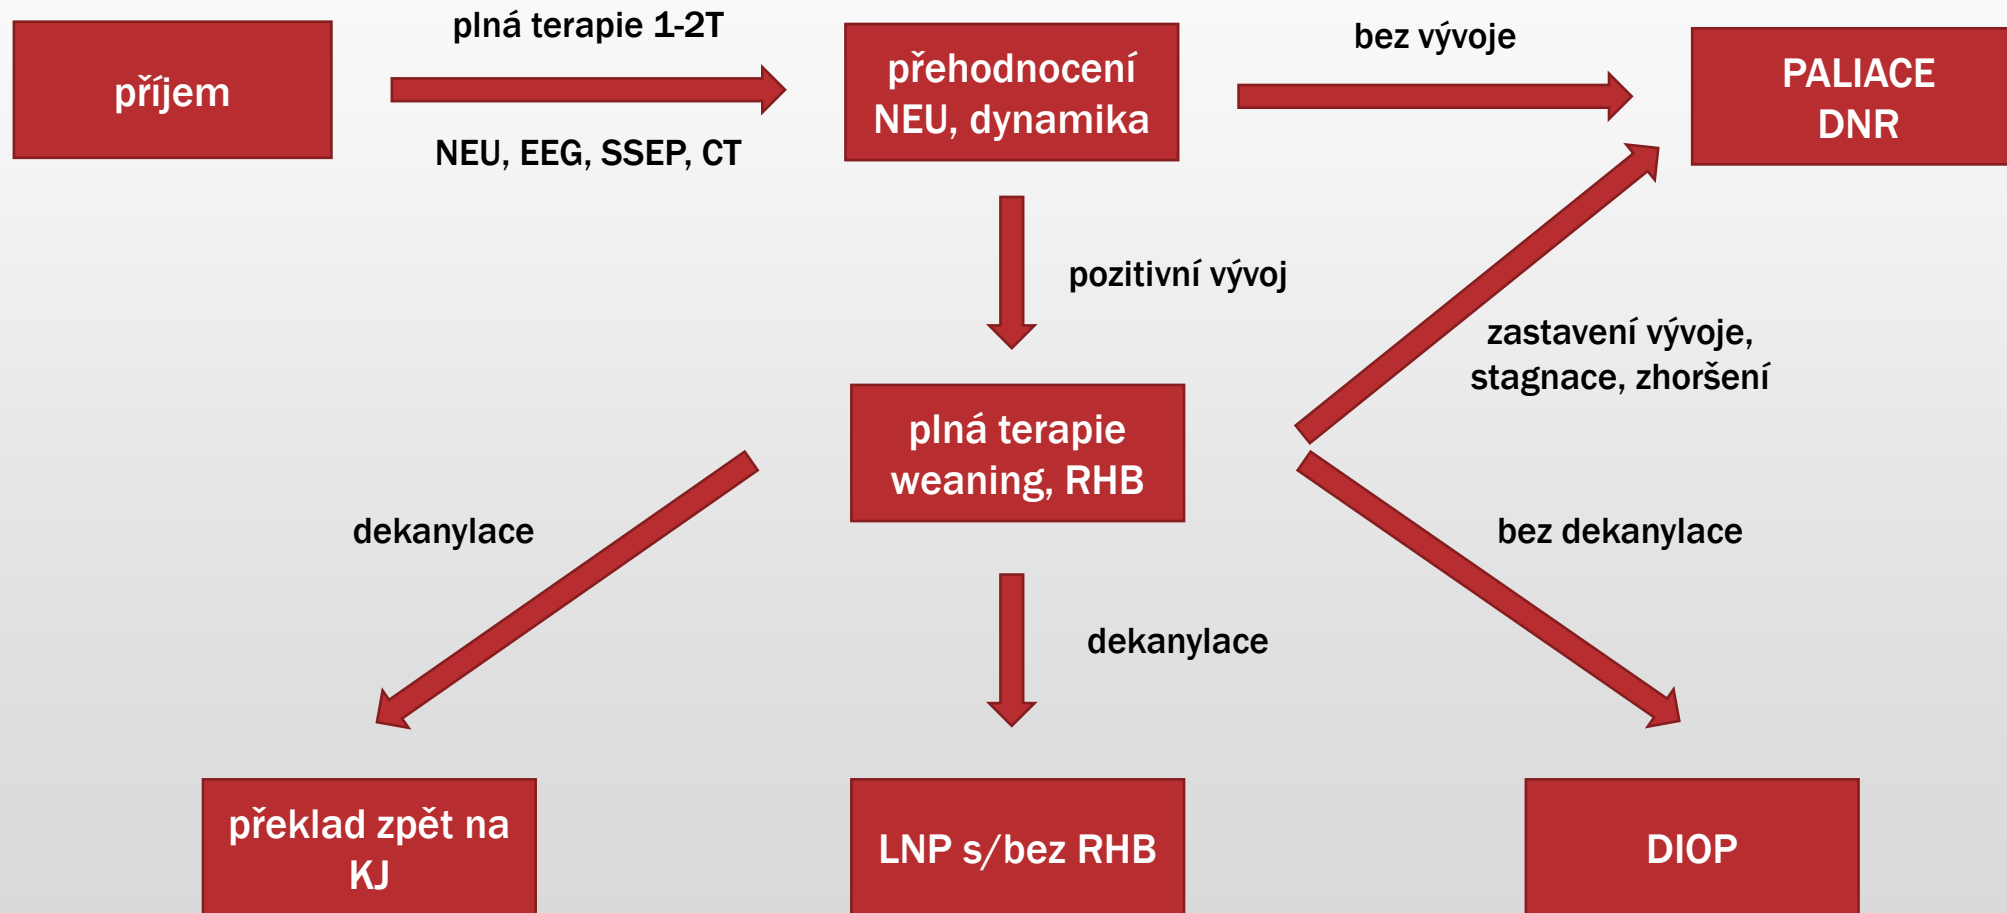 příjem
plná terapie 1-2T
NEU, EEG, SSEP, CT
přehodnocení
NEU, dynamika
bez vývoje
PALIACE
DNR
pozitivní vývoj
zastavení vývoje,
stagnace, zhoršení
plná terapie
weaning, RHB
dekanylace
dekanylace
bez dekanylace
překlad zpět na
KJ
LNP s/bez RHB
DIOP